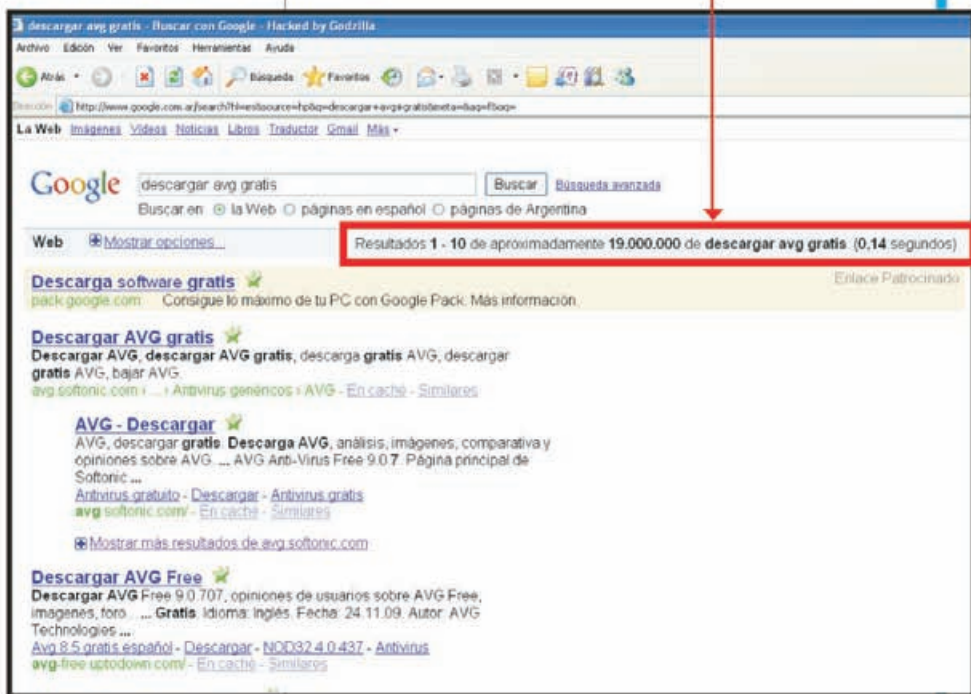 descargar avg gratis - Buscar con Google - Hacked by Godzilla
Archivo Edición Ver Favoritos Herramientas Ayuda
Atrás Búsqueda Favoritos
Dirección
La Web Imágenes Vídeos Noticias Libros Traductor Gmail Más
Google descargar avg gratis Buscar Búsqueda avanzada
Buscar en: la Web páginas en español páginas de Argentina
Web Mostrar opciones... Resultados 1 - 10 de aproximadamente 19.000.000 de descargar avg gratis. (0,14 segundos)
Descarga software gratis Enlace Patrocinado
pack.google.com Consigue lo máximo de tu PC con Google Pack. Más información.
Descargar AVG gratis
Descargar AVG, descargar AVG gratis, descarga gratis AVG, descargar
gratis AVG, bajar AVG.
avg.softonic.com › ... › Antivirus genéricos › AVG - En caché - Similares
AVG - Descargar
AVG, descargar gratis. Descarga AVG, análisis, imágenes, comparativa y
opiniones sobre AVG. ... AVG Anti-Virus Free 9.0.7. Página principal de
Softonic ...
Antivirus gratuito - Descargar - Antivirus gratis
avg.softonic.com/ - En caché - Similares
Mostrar más resultados de avg.softonic.com
Descargar AVG Free
Descargar AVG Free 9.0.707, opiniones de usuarios sobre AVG Free,
imagenes, foro ... ... Gratis. Idioma: Inglés. Fecha: 24.11.09. Autor: AVG
Technologies ...
Avg 8.5 gratis español - Descargar - NOD32 4.0.437 - Antivirus
avg-free.uptodown.com/ - En caché - Similares